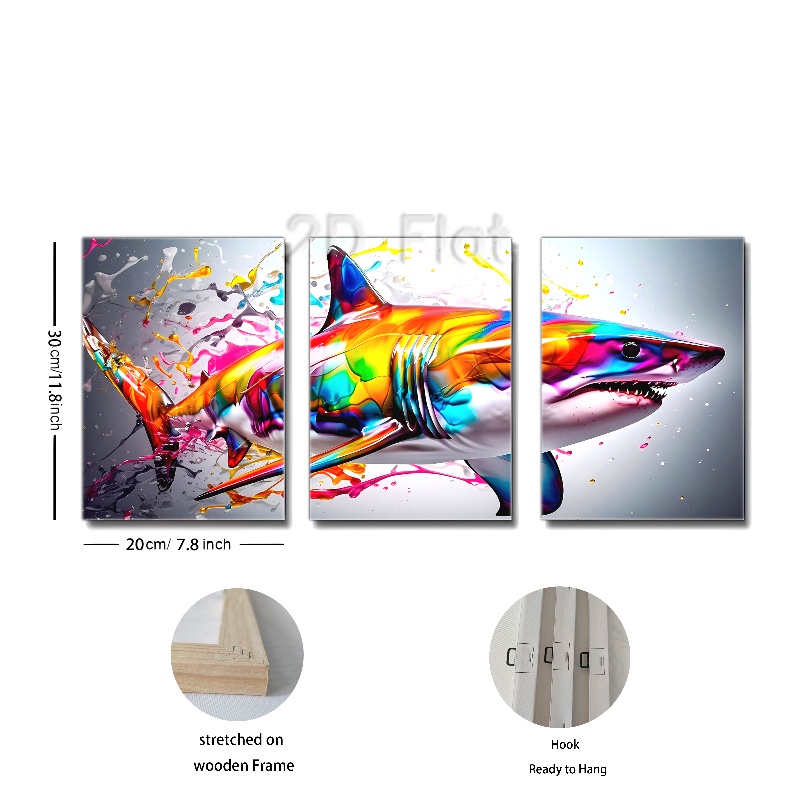 2D Flat
30cm/11.8inch
20cm/ 7.8 inch
stretched on
wooden Frame
Hook
Ready to Hang